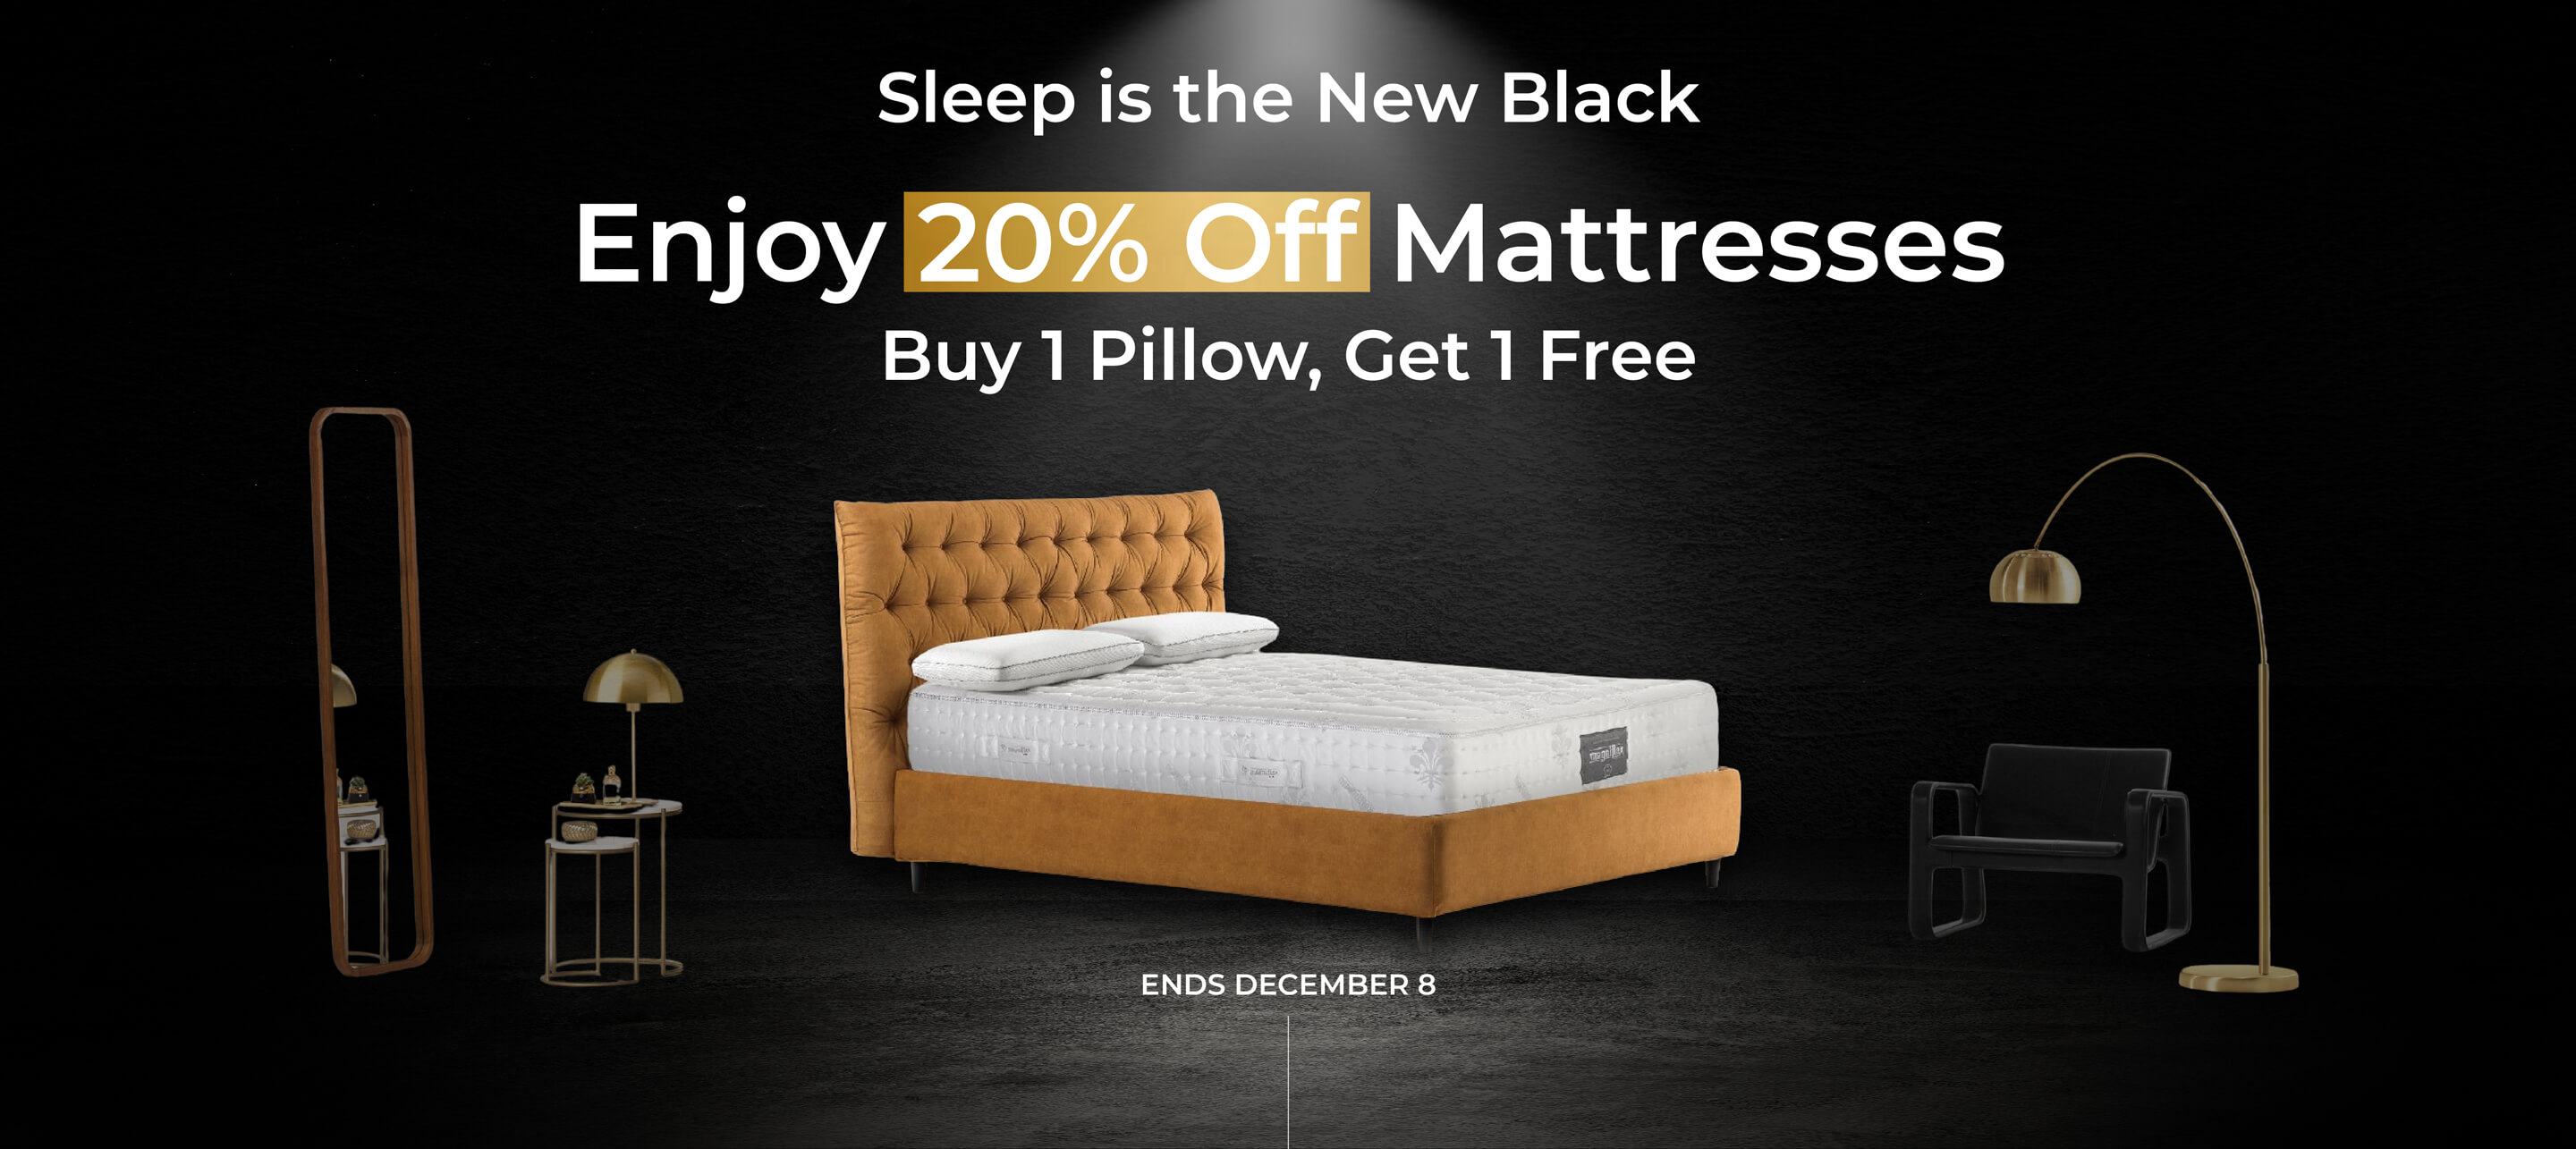 Sleep is the New Black
Enjoy 20% Off Mattresses
Buy 1 Pillow, Get 1 Free
ENDS DECEMBER 8